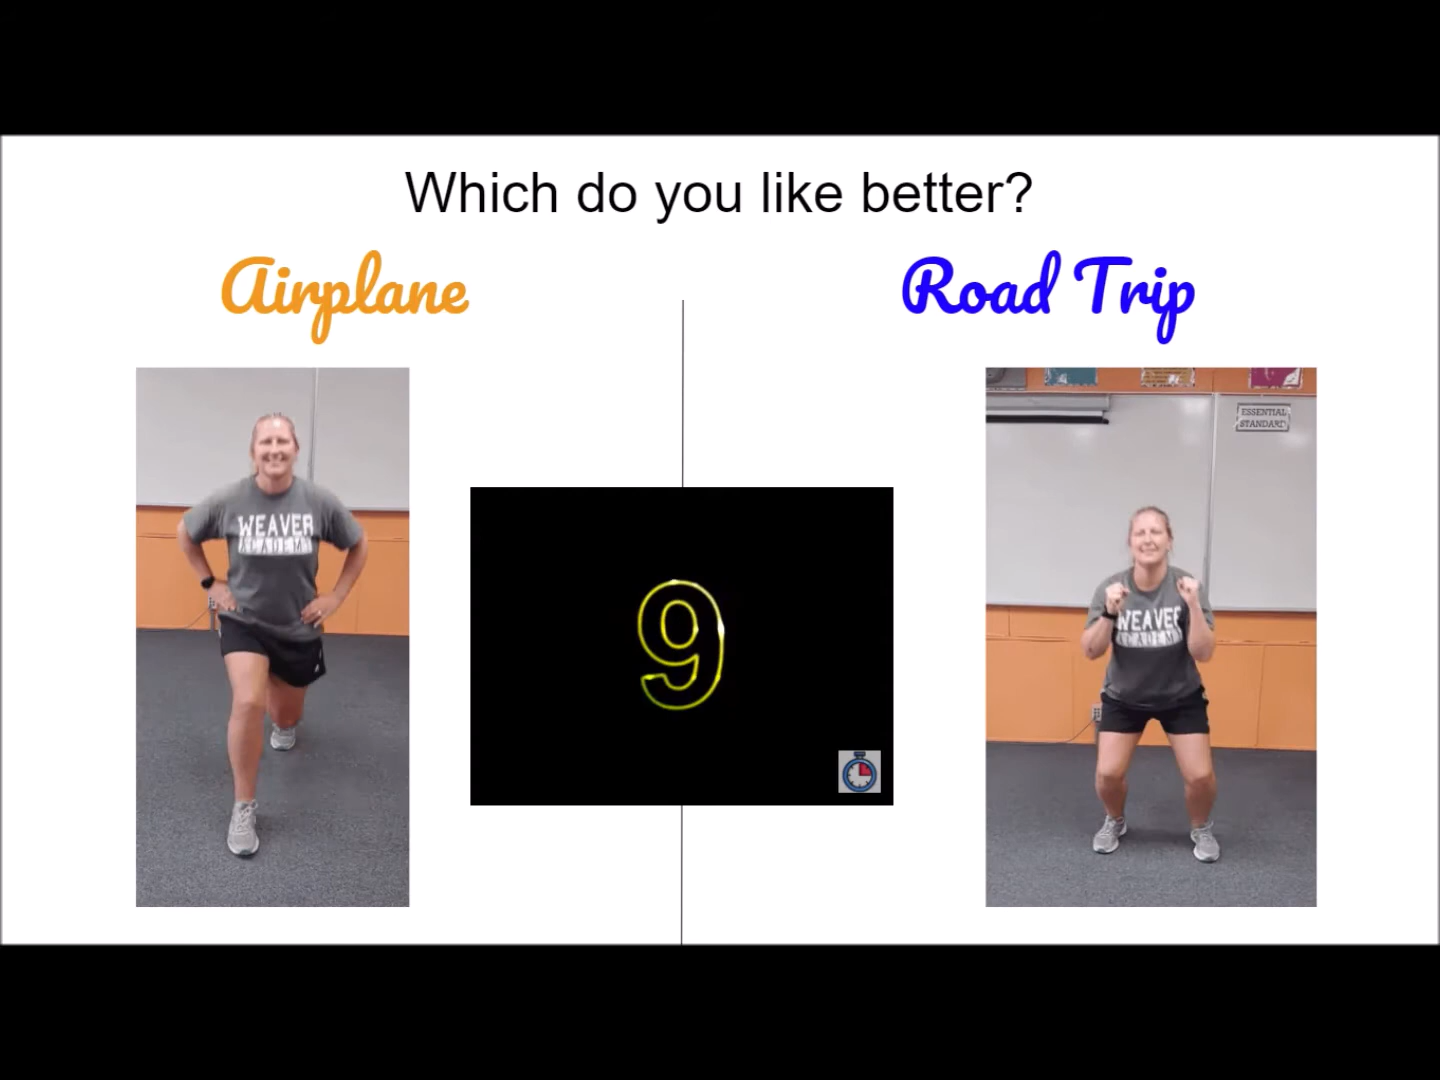 Which do you like better?
Airplane
Road Trip
WEAVER
ACADEMY
9
ESSENTIAL
STANDARD
WEAVER
ACADEMY